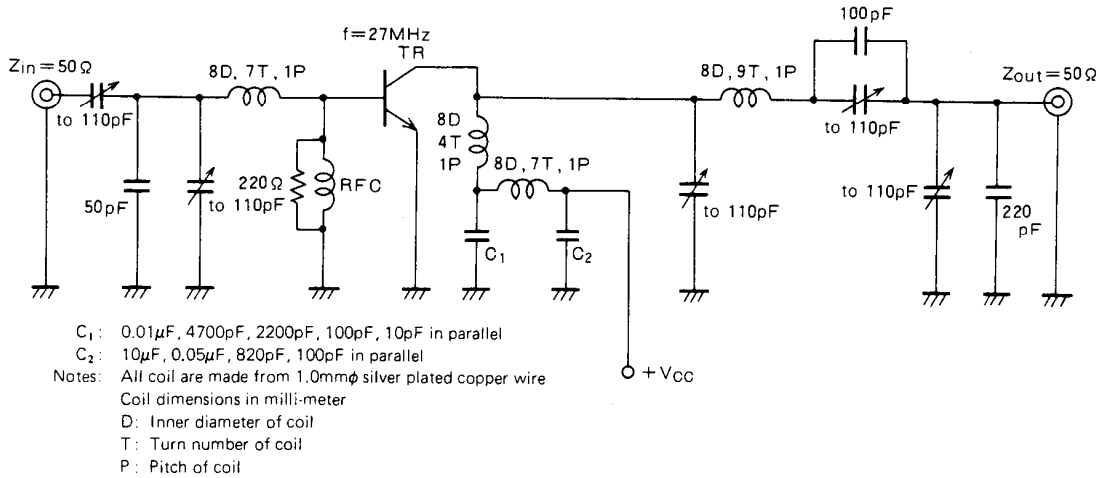 f=27MHz
TR
Zin=50Ω
8D, 7T, 1P
to 110pF
50pF
to 110pF
220Ω
RFC
8D
4T
1P
8D, 7T, 1P
C₁
C₂
8D, 9T, 1P
100pF
to 110pF
to 110pF
to 110pF
220
pF
Zout=50Ω
+VCC
C₁: 0.01μF, 4700pF, 2200pF, 100pF, 10pF in parallel
C₂: 10μF, 0.05μF, 820pF, 100pF in parallel
Notes: All coil are made from 1.0mmϕ silver plated copper wire
Coil dimensions in milli-meter
D: Inner diameter of coil
T: Turn number of coil
P: Pitch of coil